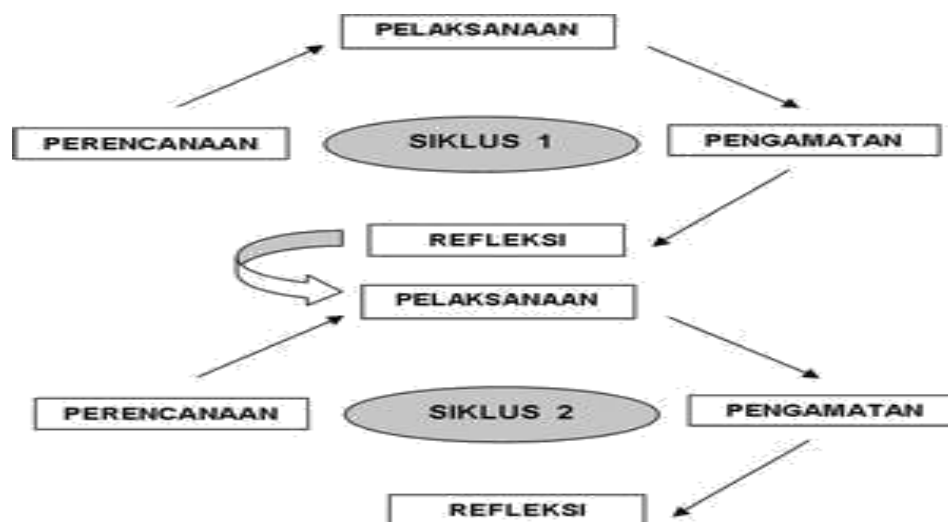 PELAKSANAAN
PERENCANAAN
SIKLUS 1
PENGAMATAN
REFLEKSI
PELAKSANAAN
PERENCANAAN
SIKLUS 2
PENGAMATAN
REFLEKSI